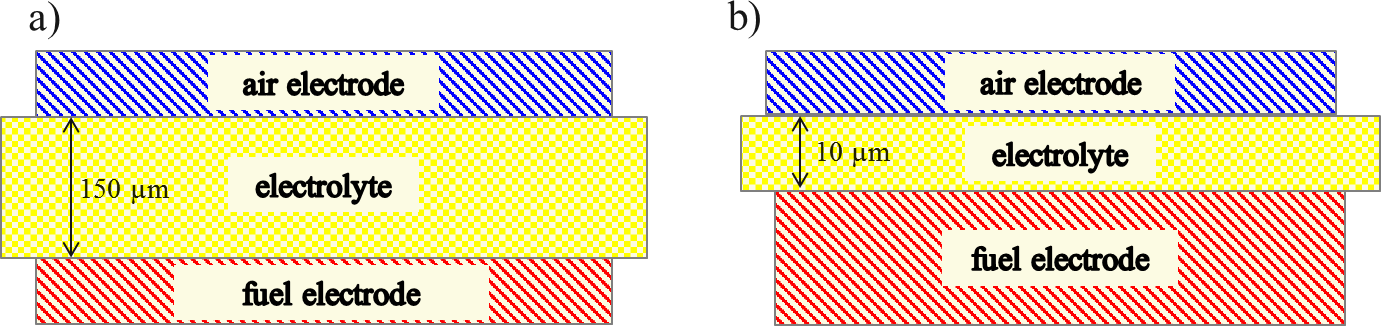 a)
air electrode
150 µm
electrolyte
fuel electrode
b)
air electrode
10 µm
electrolyte
fuel electrode